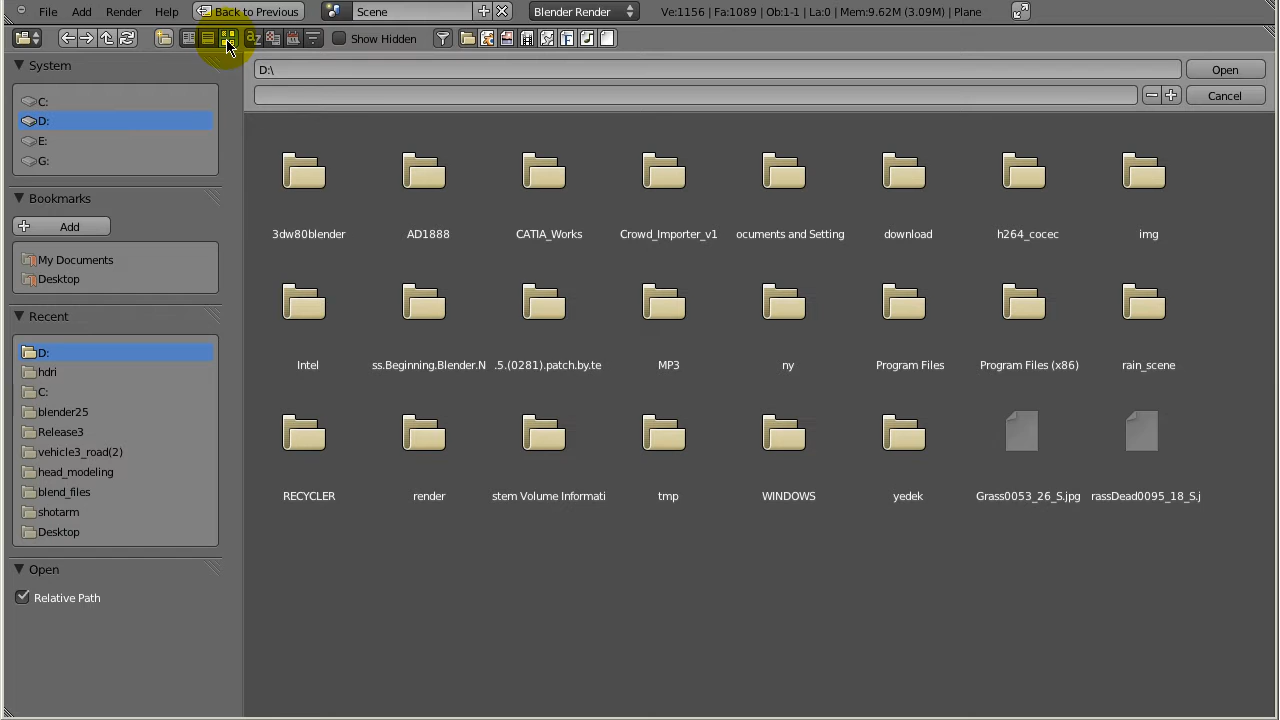 File Add Render Help Back to Previous Scene Blender Render Ve:1156 | Fa:1089 | Ob:1-1 | La:0 | Mem:9.62M (3.09M) | Plane
Show Hidden
System
C:
D:
E:
G:
Bookmarks
Add
My Documents
Desktop
Recent
D:
hdri
C:
blender25
Release3
vehicle3_road(2)
head_modeling
blend_files
shotarm
Desktop
Open
Relative Path
D:\ Open
Cancel
3dw80blender AD1888 CATIA_Works Crowd_Importer_v1 ocuments and Setting download h264_cocec img
Intel ss.Beginning.Blender.N .5.(0281).patch.by.te MP3 ny Program Files Program Files (x86) rain_scene
RECYCLER render stem Volume Informati tmp WINDOWS yedek Grass0053_26_S.jpg rassDead0095_18_S.j